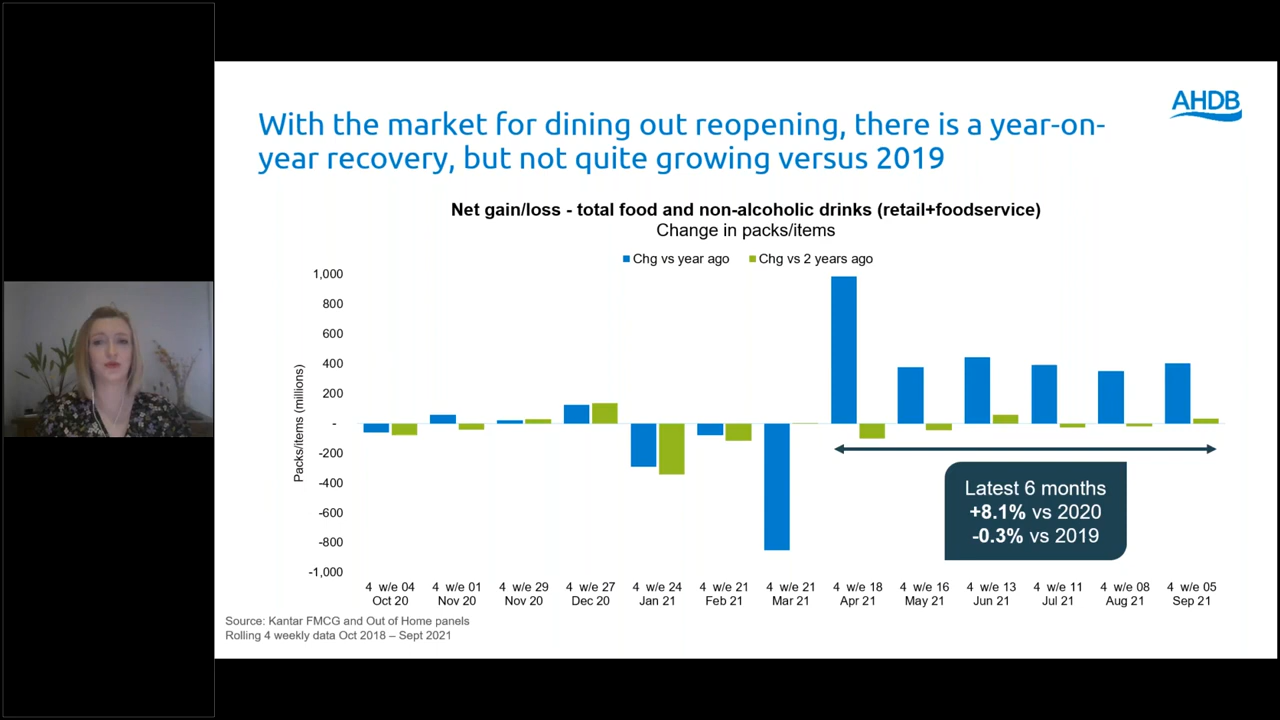 AHDB
With the market for dining out reopening, there is a year-on-
year recovery, but not quite growing versus 2019
Net gain/loss - total food and non-alcoholic drinks (retail+foodservice)
Change in packs/items
Chg vs year ago Chg vs 2 years ago
Packs/items (millions)
1,000
800
600
400
200
-
-200
-400
-600
-800
-1,000
Latest 6 months
+8.1% vs 2020
-0.3% vs 2019
4 w/e 04 4 w/e 01 4 w/e 29 4 w/e 27 4 w/e 24 4 w/e 21 4 w/e 21 4 w/e 18 4 w/e 16 4 w/e 13 4 w/e 11 4 w/e 08 4 w/e 05
Oct 20 Nov 20 Nov 20 Dec 20 Jan 21 Feb 21 Mar 21 Apr 21 May 21 Jun 21 Jul 21 Aug 21 Sep 21
Source: Kantar FMCG and Out of Home panels
Rolling 4 weekly data Oct 2018 – Sept 2021